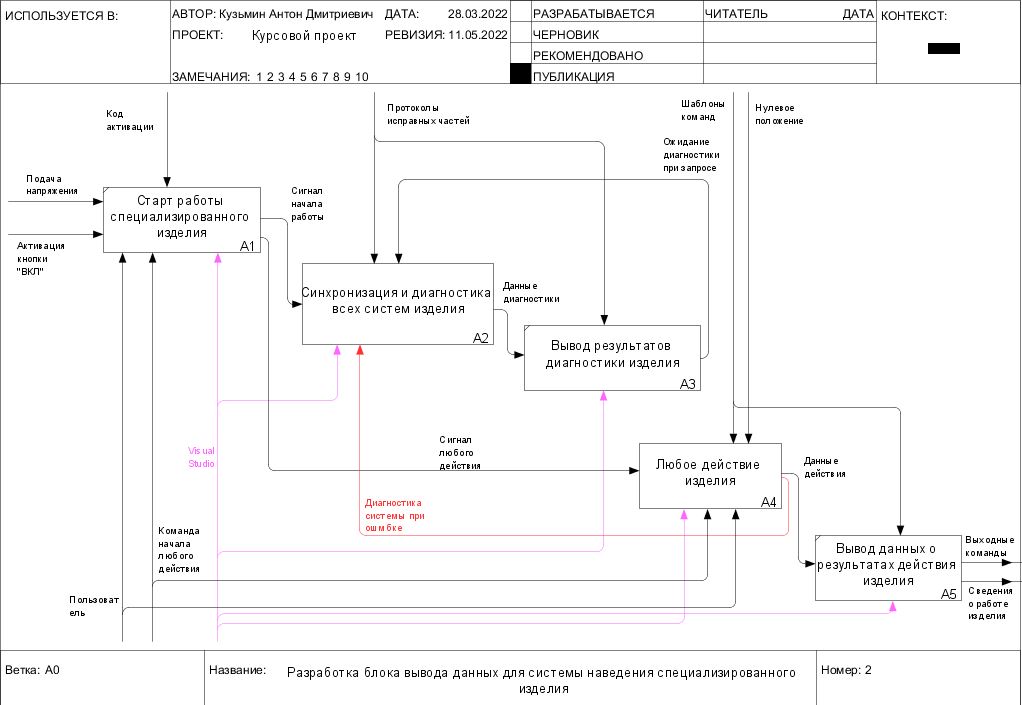 ИСПОЛЬЗУЕТСЯ В:
АВТОР: Кузьмин Антон Дмитриевич ДАТА: 28.03.2022
ПРОЕКТ: Курсовой проект РЕВИЗИЯ: 11.05.2022
ЗАМЕЧАНИЯ: 1 2 3 4 5 6 7 8 9 10
РАЗРАБАТЫВАЕТСЯ
ЧЕРНОВИК
РЕКОМЕНДОВАНО
ПУБЛИКАЦИЯ
ЧИТАТЕЛЬ ДАТА
КОНТЕКСТ:
Код
активации
Протоколы
исправных частей
Шаблоны
команд
Нулевое
положение
Ожидание
диагностики
при запросе
Подача
напряжения
Активация
кнопки
"ВКЛ"
Старт работы
специализированного
изделия
A1
Сигнал
начала
работы
Синхронизация и диагностика
всех систем изделия
A2
Данные
диагностики
Вывод результатов
диагностики изделия
A3
Visual
Studio
Сигнал
любого
действия
Любое действие
изделия
A4
Данные
действия
Диагностика
системы при
ошмбке
Команда
начала
любого
действия
Пользоват
ель
Вывод данных о
результатах действия
изделия
A5
Выходные
команды
Сведения
о работе
изделия
Ветка: A0
Название:
Разработка блока вывода данных для системы наведения специализированного
изделия
Номер: 2